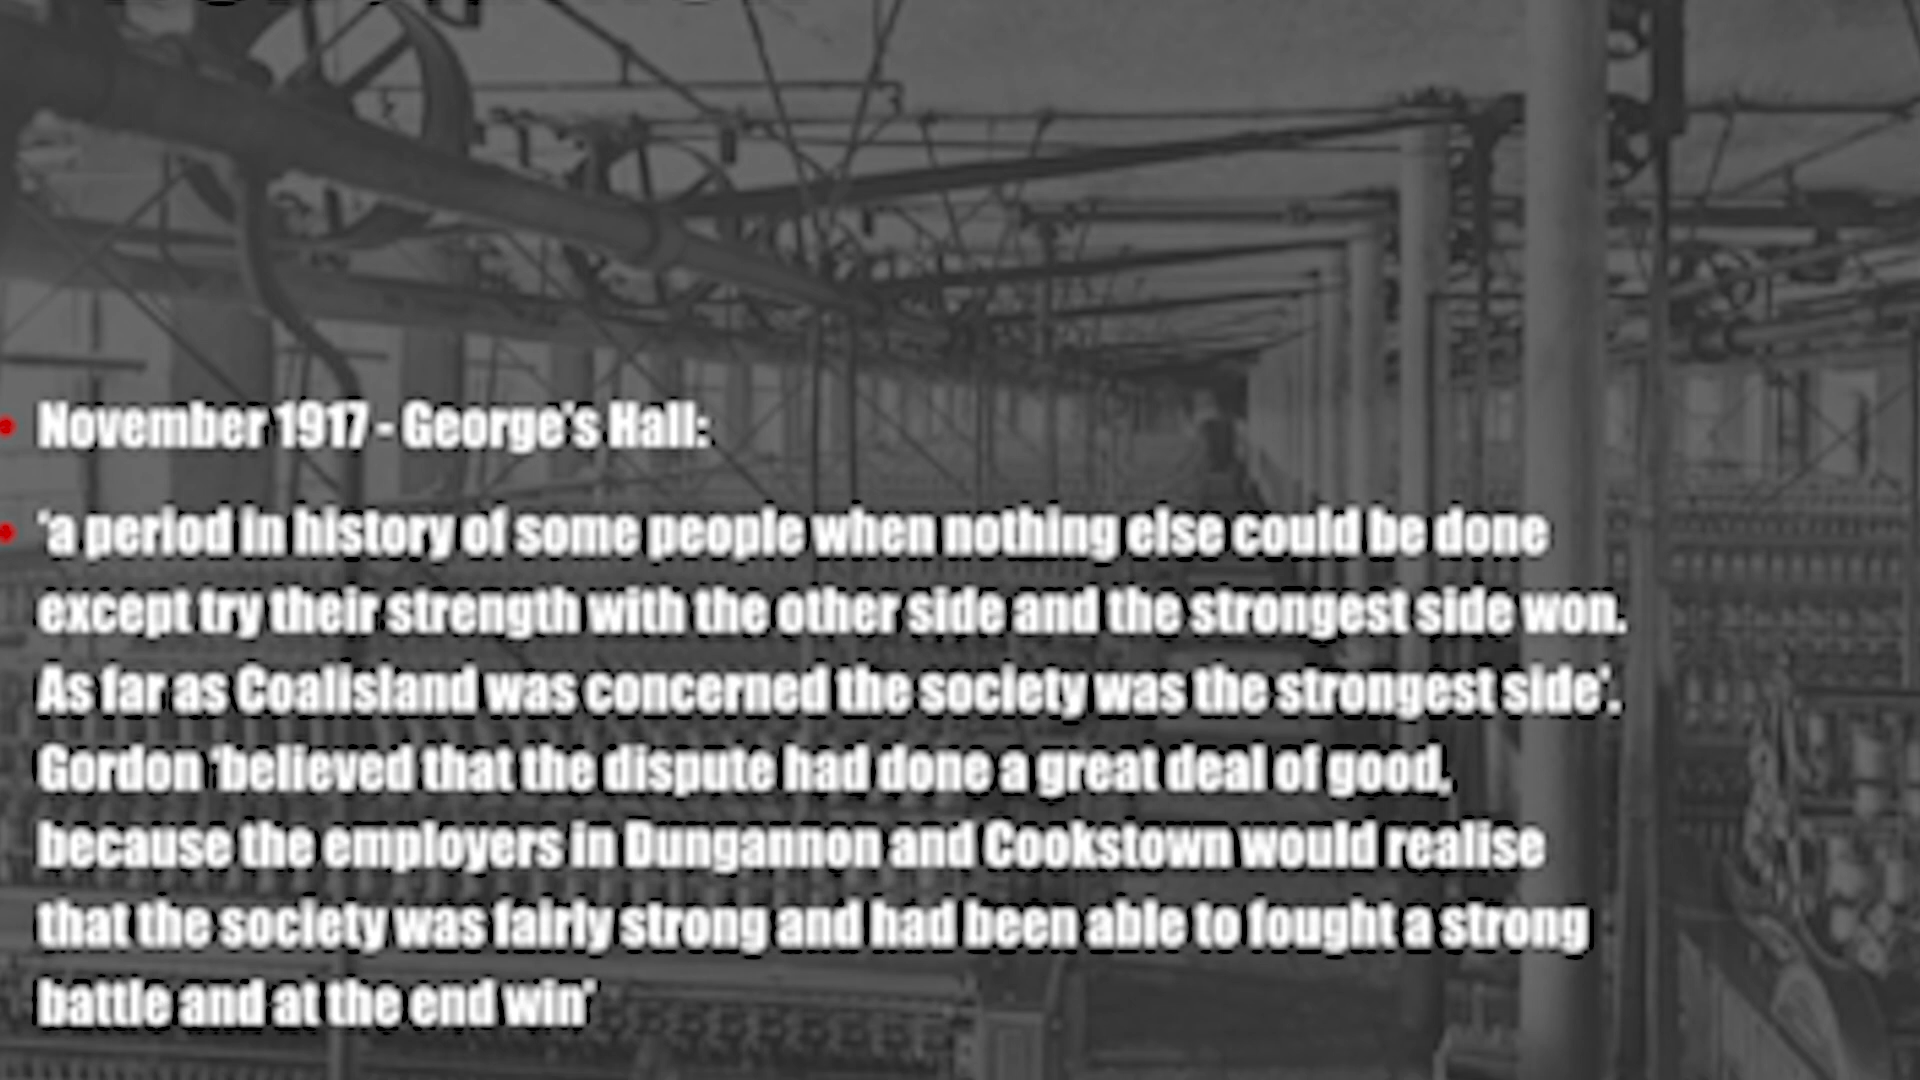 • November 1917 - George's Hall:
• 'a period in history of some people when nothing else could be done
except try their strength with the other side and the strongest side won.
As far as Coalisland was concerned the society was the strongest side'.
Gordon 'believed that the dispute had done a great deal of good,
because the employers in Dungannon and Cookstown would realise
that the society was fairly strong and had been able to fought a strong
battle and at the end win'